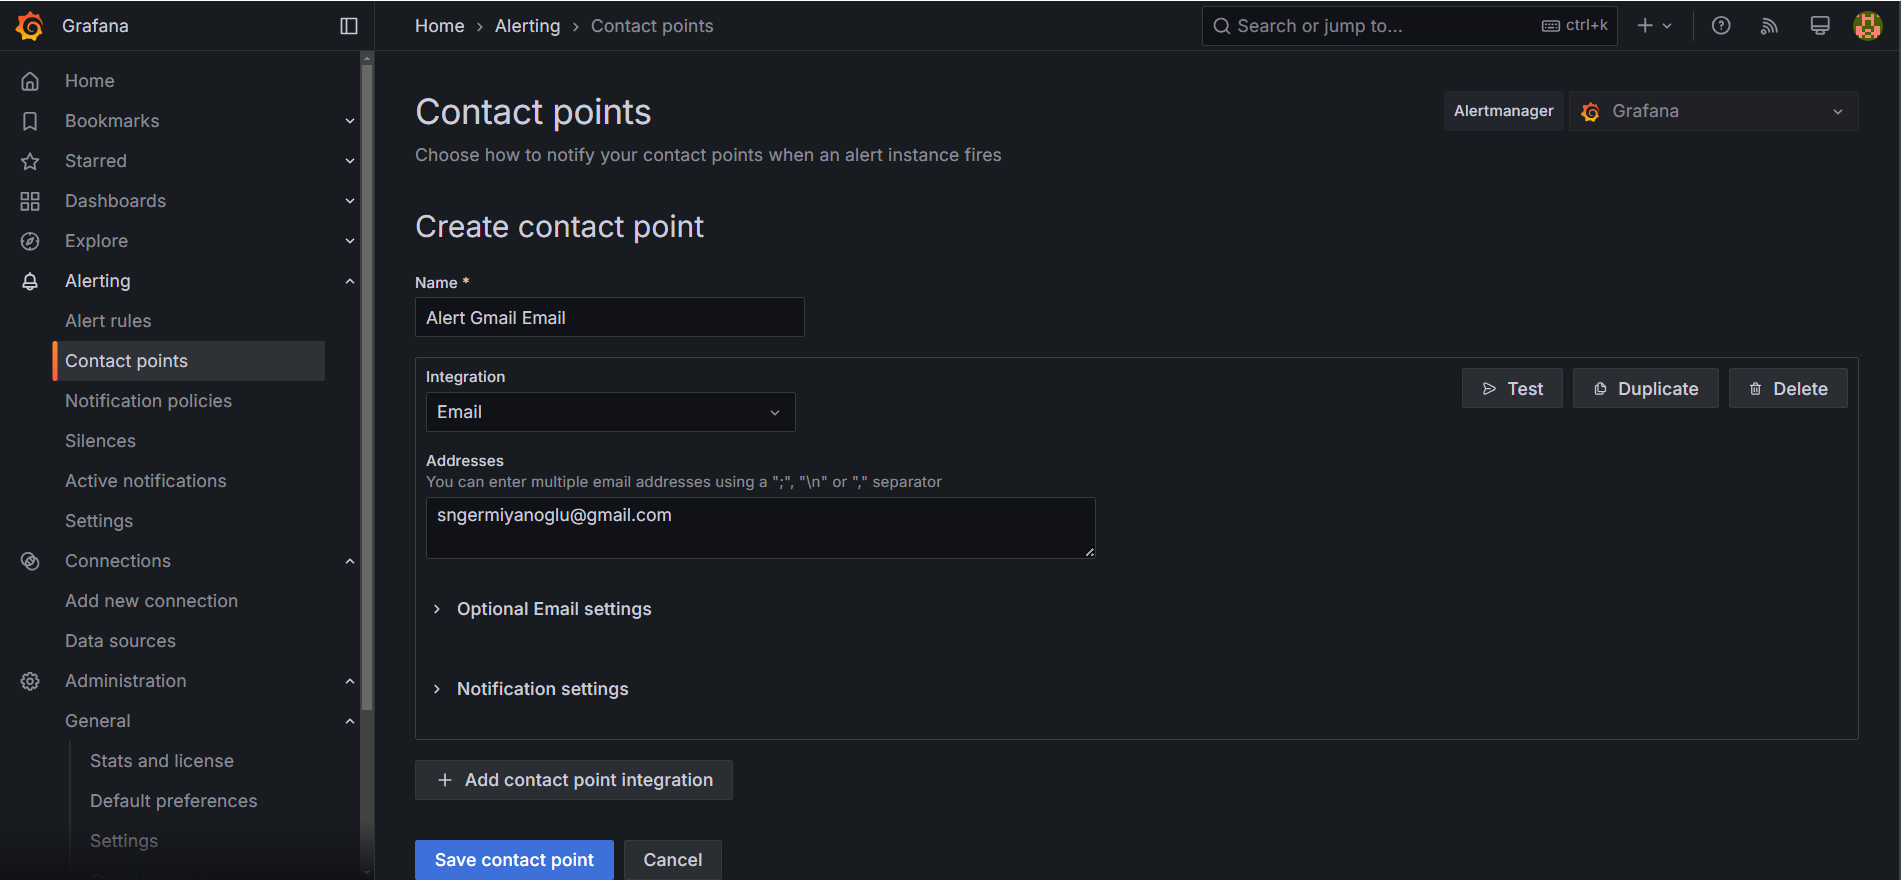 Grafana
Home › Alerting › Contact points
Search or jump to...
ctrl+k
Home
Bookmarks
Starred
Dashboards
Explore
Alerting
Alert rules
Contact points
Notification policies
Silences
Active notifications
Settings
Connections
Add new connection
Data sources
Administration
General
Stats and license
Default preferences
Settings
Contact points
Choose how to notify your contact points when an alert instance fires
Alertmanager
Grafana
Create contact point
Name *
Alert Gmail Email
Integration
Email
Test
Duplicate
Delete
Addresses
You can enter multiple email addresses using a ";", "\n" or "," separator
sngermiyanoglu@gmail.com
Optional Email settings
Notification settings
Add contact point integration
Save contact point
Cancel